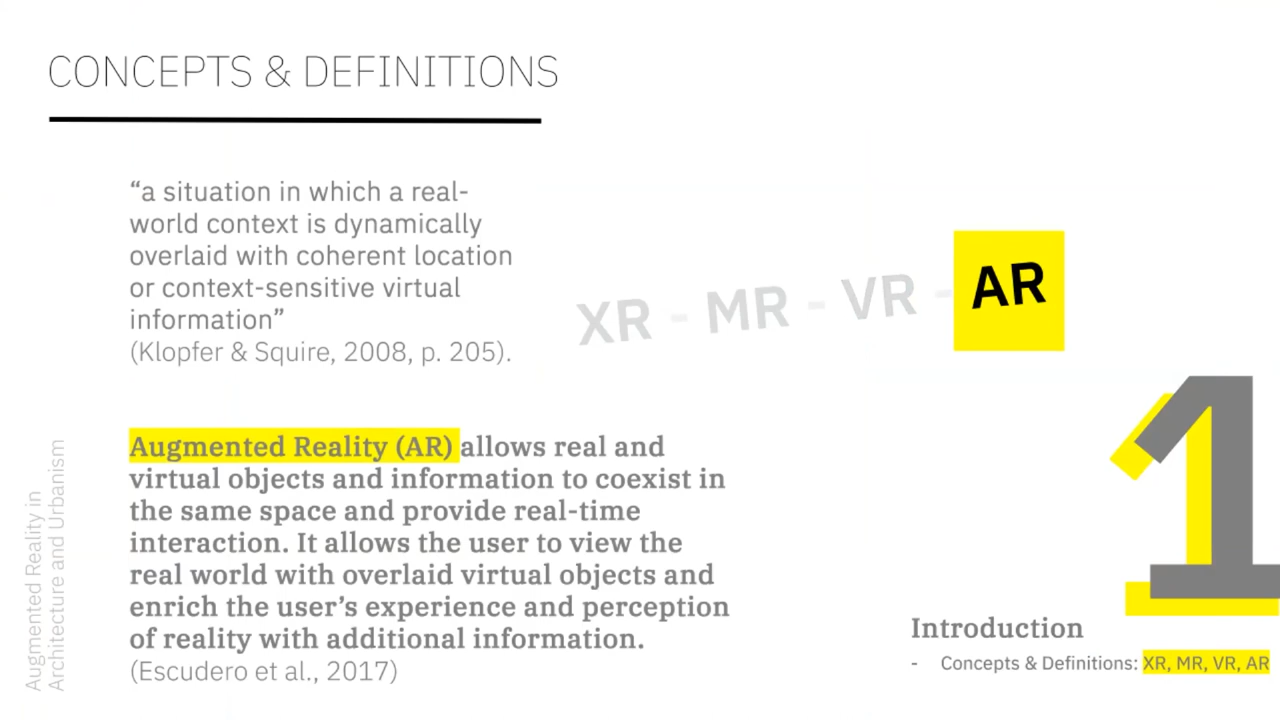 CONCEPTS & DEFINITIONS
“a situation in which a real-
world context is dynamically
overlaid with coherent location
or context-sensitive virtual
information”
(Klopfer & Squire, 2008, p. 205).
XR - MR - VR - AR
Augmented Reality (AR) allows real and
virtual objects and information to coexist in
the same space and provide real-time
interaction. It allows the user to view the
real world with overlaid virtual objects and
enrich the user’s experience and perception
of reality with additional information.
(Escudero et al., 2017)
1
Introduction
- Concepts & Definitions: XR, MR, VR, AR
Augmented Reality in
Architecture and Urbanism